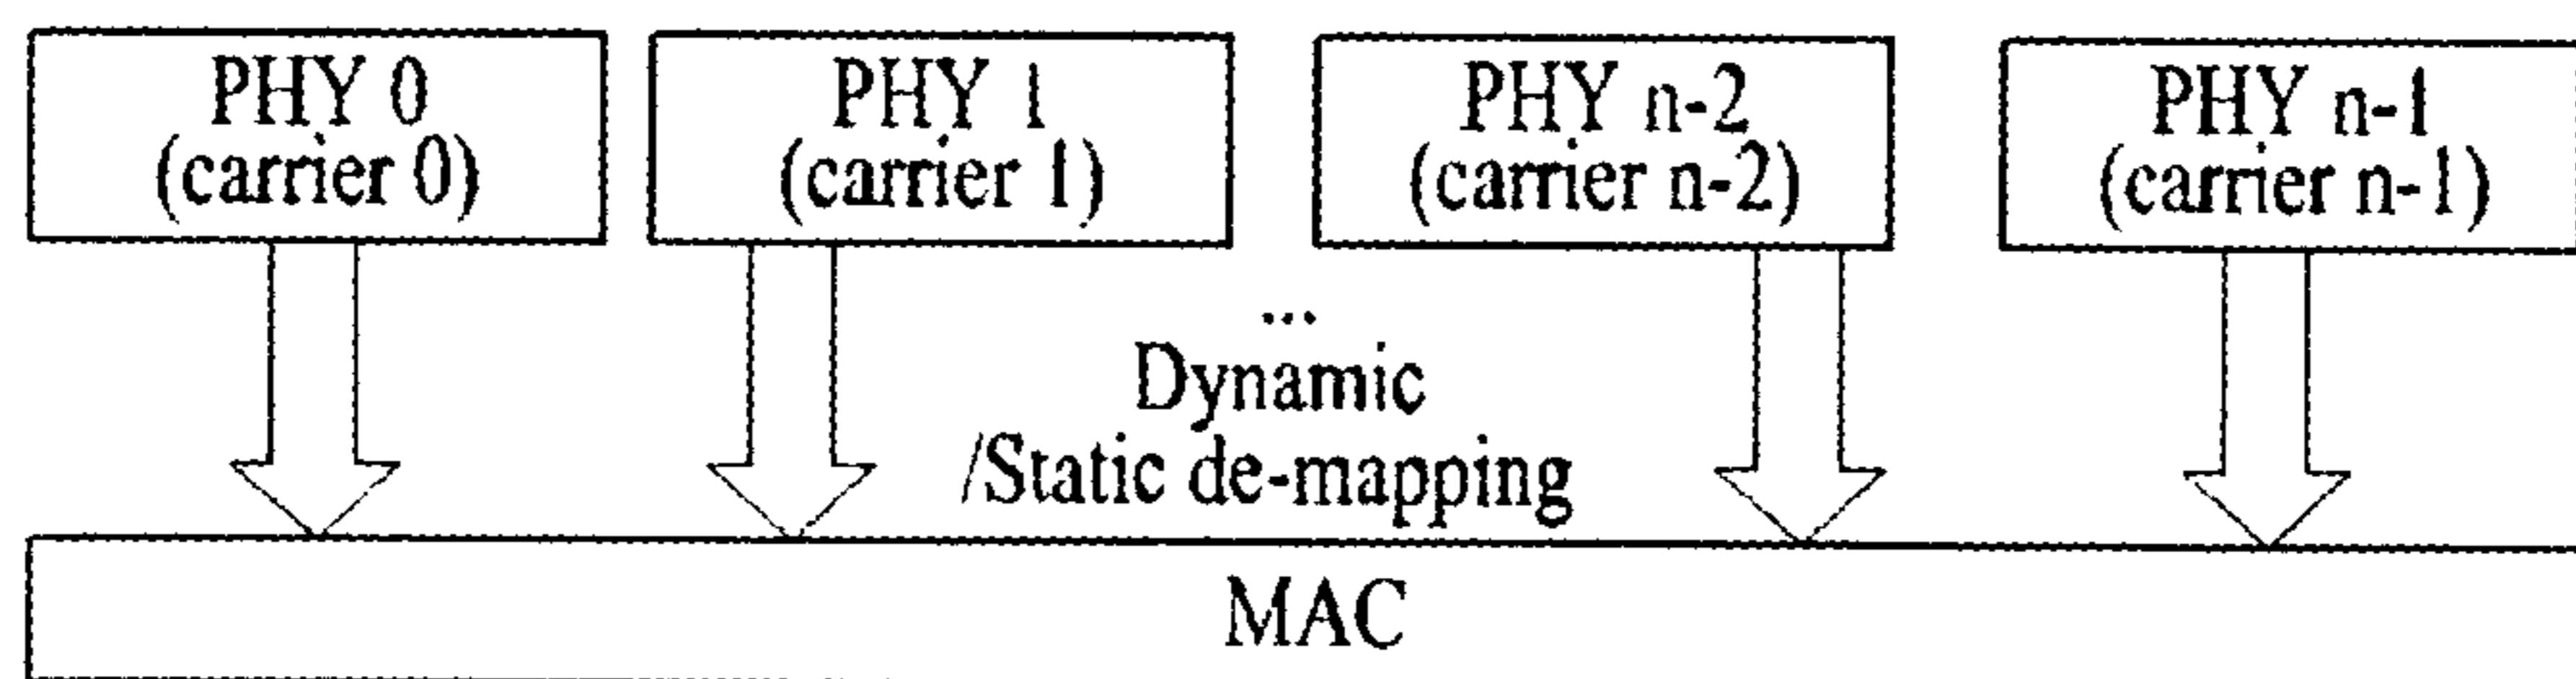 PHY 0
(carrier 0)
PHY 1
(carrier 1)
PHY n-2
(carrier n-2)
PHY n-1
(carrier n-1)
...
Dynamic
/Static de-mapping
MAC